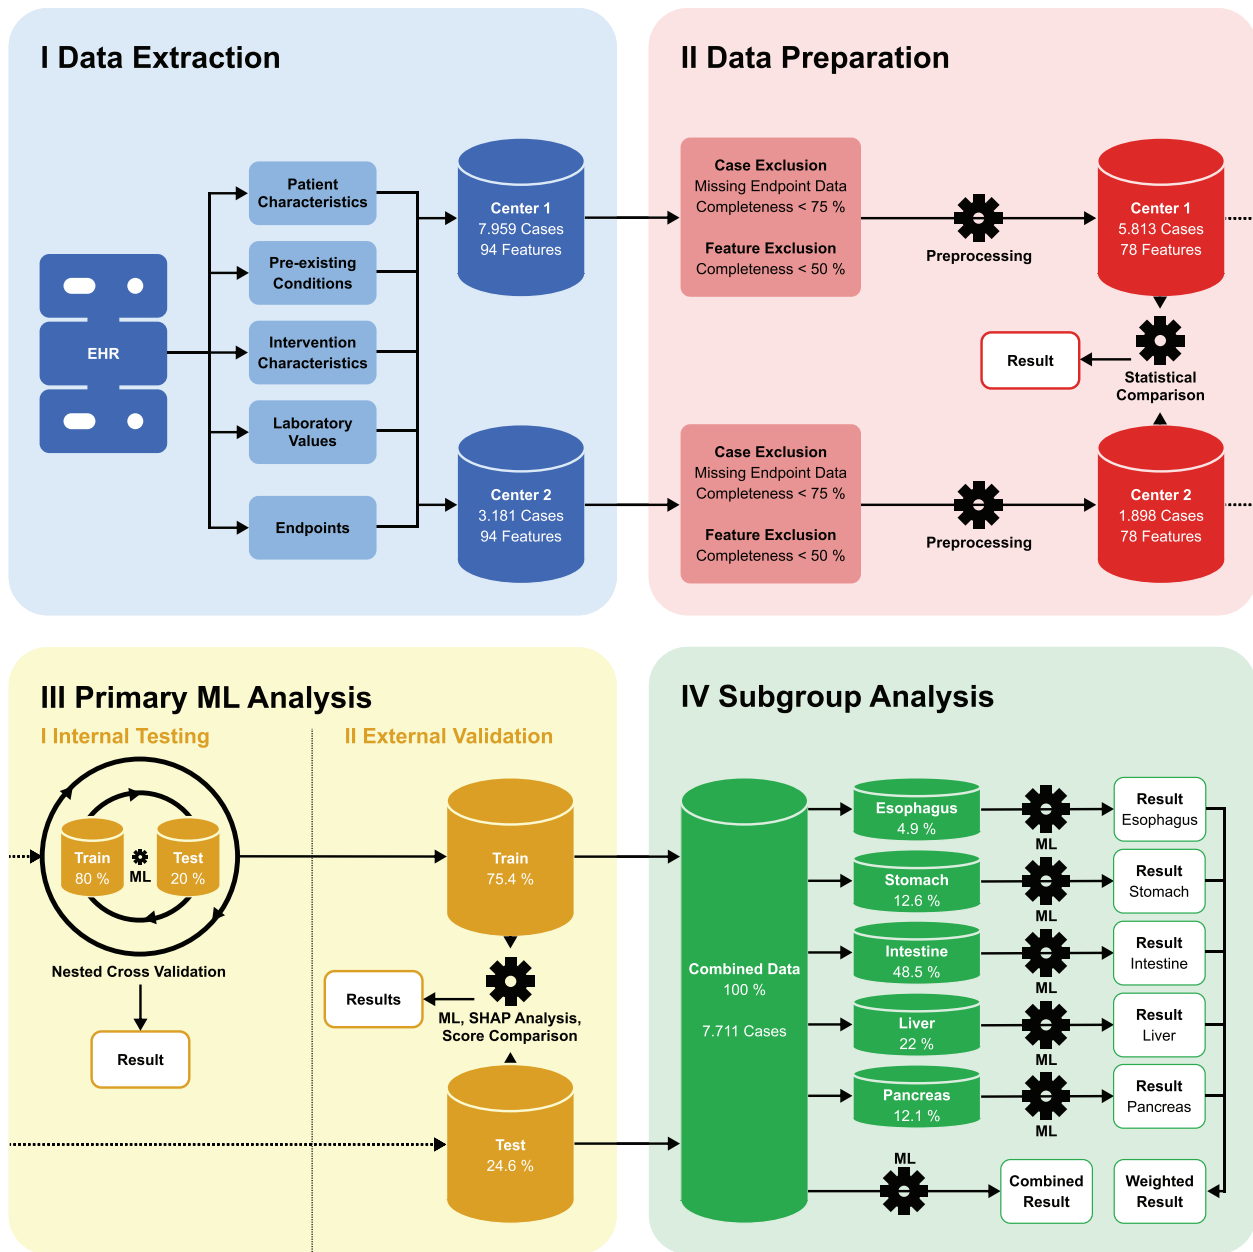 I Data Extraction
EHR
Patient
Characteristics
Pre-existing
Conditions
Intervention
Characteristics
Laboratory
Values
Endpoints
Center 1
7.959 Cases
94 Features
Center 2
3.181 Cases
94 Features
II Data Preparation
Case Exclusion
Missing Endpoint Data
Completeness < 75 %
Feature Exclusion
Completeness < 50 %
Preprocessing
Center 1
5.813 Cases
78 Features
Result
Statistical
Comparison
Case Exclusion
Missing Endpoint Data
Completeness < 75 %
Feature Exclusion
Completeness < 50 %
Preprocessing
Center 2
1.898 Cases
78 Features
III Primary ML Analysis
I Internal Testing
Train
80 %
ML
Test
20 %
Nested Cross Validation
Result
II External Validation
Train
75.4 %
Results
ML, SHAP Analysis,
Score Comparison
Test
24.6 %
IV Subgroup Analysis
Combined Data
100 %
7.711 Cases
Esophagus
4.9 %
ML
Result
Esophagus
Stomach
12.6 %
ML
Result
Stomach
Intestine
48.5 %
ML
Result
Intestine
Liver
22 %
ML
Result
Liver
Pancreas
12.1 %
ML
Result
Pancreas
ML
Combined
Result
Weighted
Result